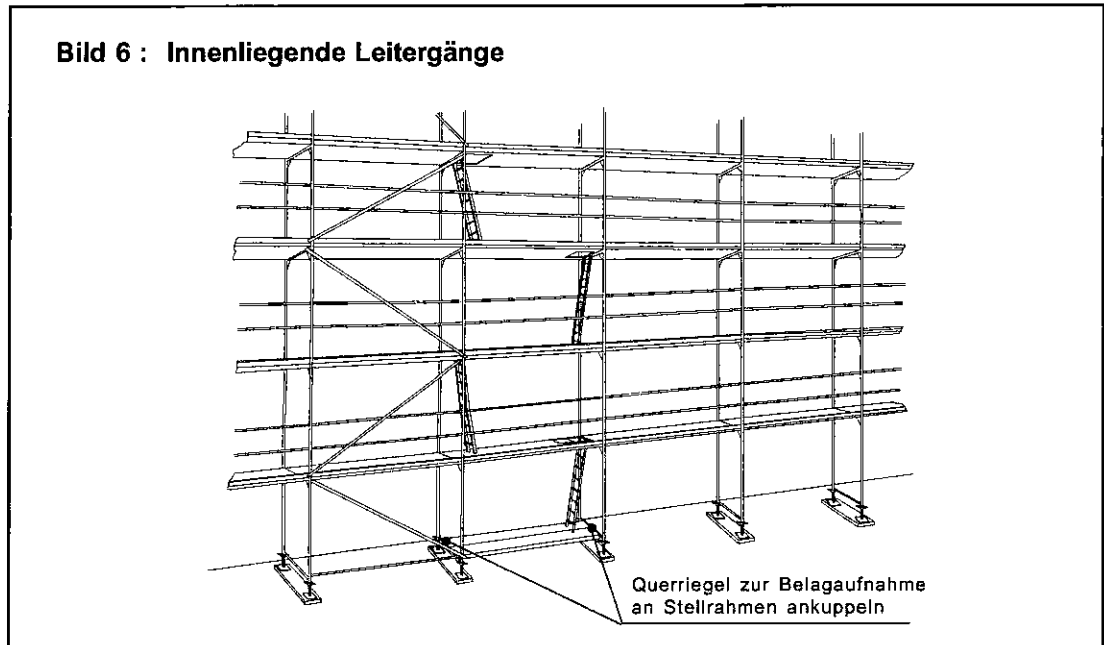 Bild 6 : Innenliegende Leitergänge
Querriegel zur Belagaufnahme
an Stellrahmen ankuppeln